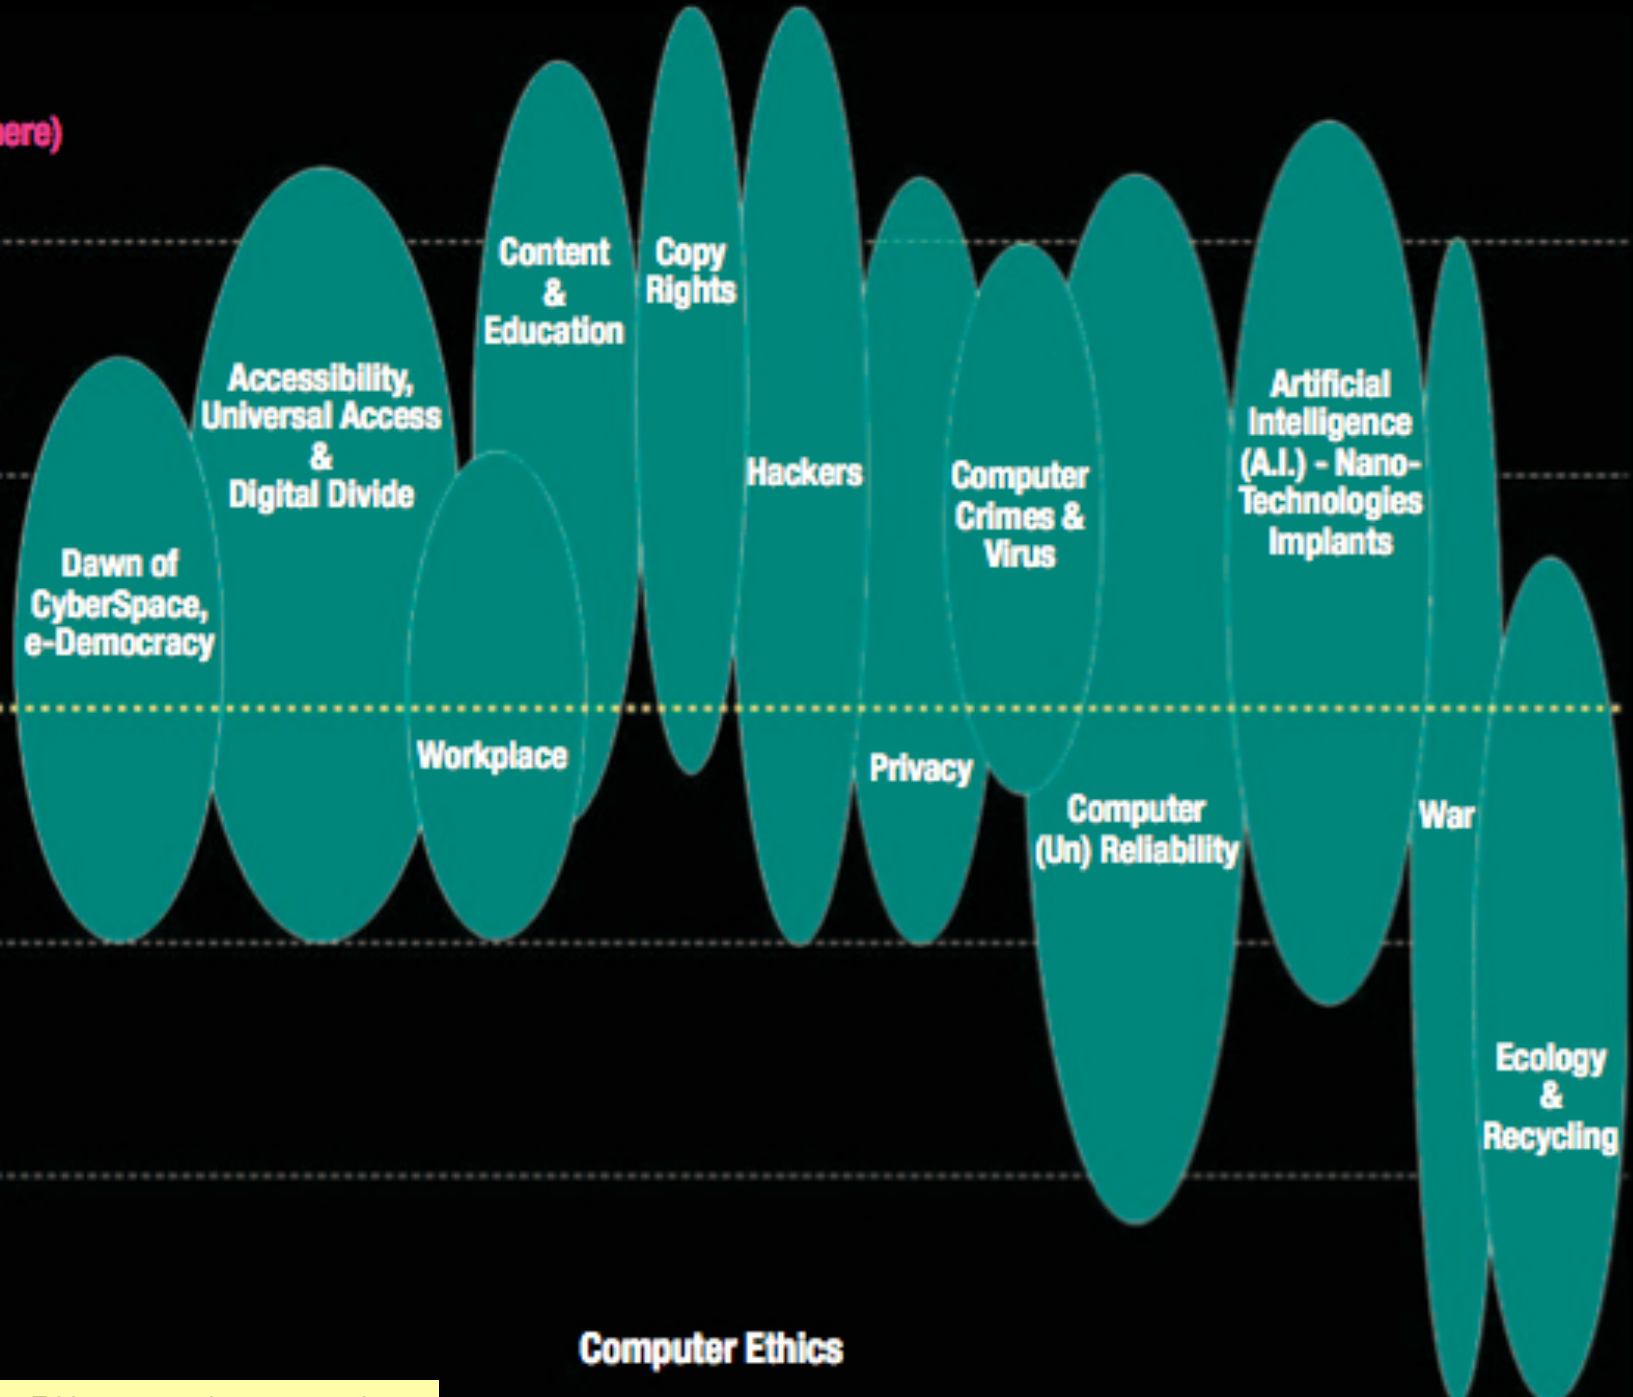 ere)
Content
&
Education
Copy
Rights
Accessibility,
Universal Access
&
Digital Divide
Hackers
Computer
Crimes &
Virus
Artificial
Intelligence
(A.I.) - Nano-
Technologies
Implants
Dawn of
CyberSpace,
e-Democracy
Workplace
Privacy
Computer
(Un) Reliability
War
Ecology
&
Recycling
Computer Ethics